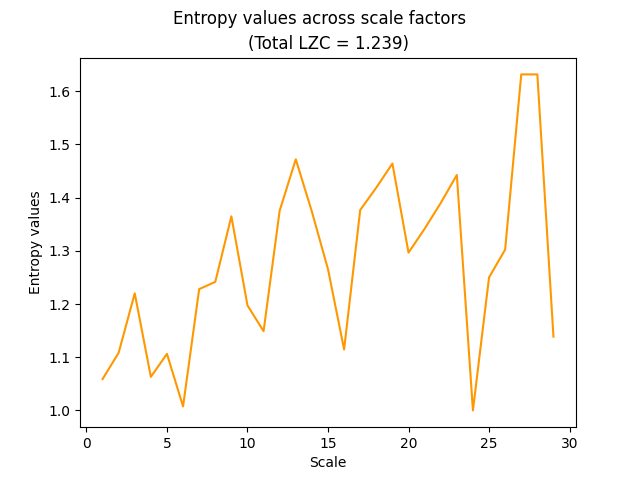 Entropy values across scale factors
(Total LZC = 1.239)
1.6
1.5
1.4
1.3
1.2
1.1
1.0
Entropy values
0 5 10 15 20 25 30
Scale